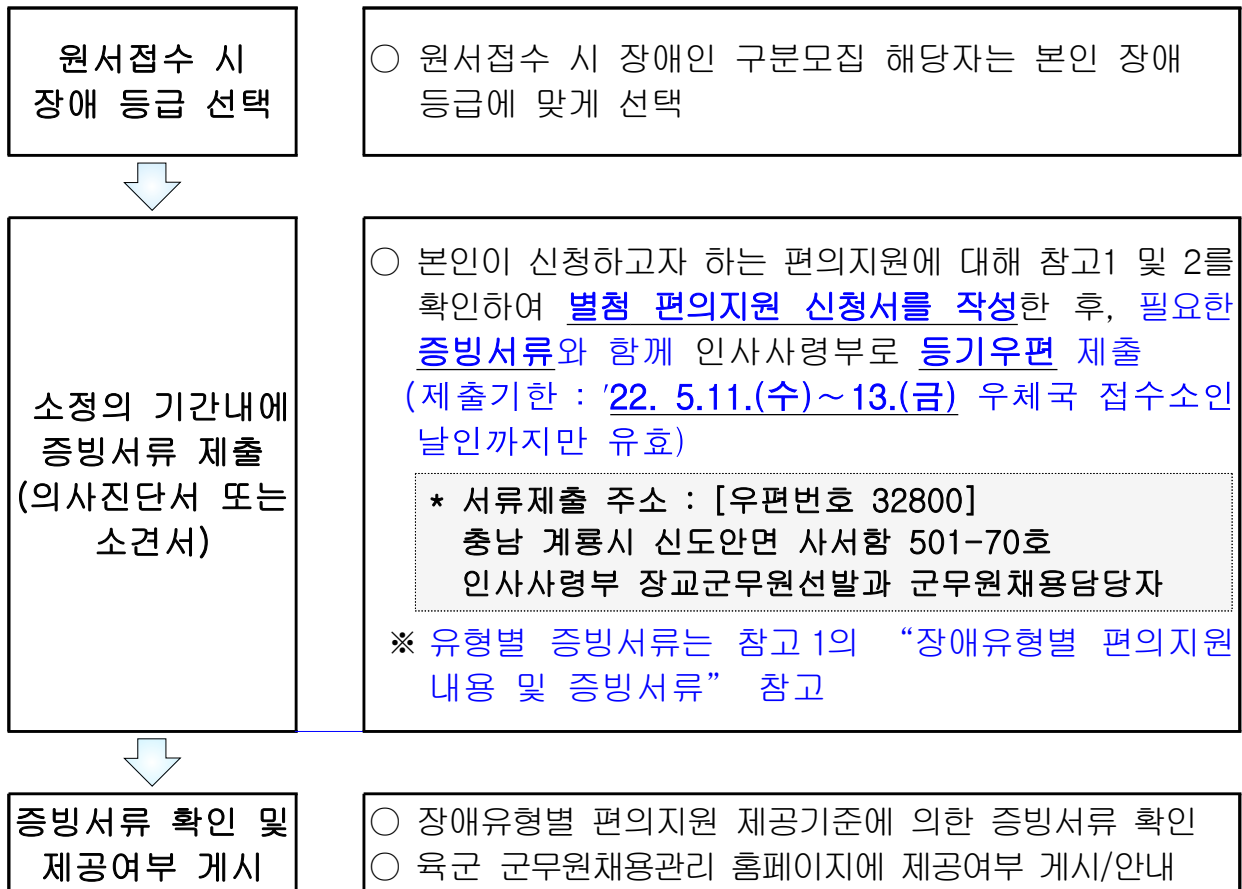 원서접수 시
장애 등급 선택
○ 원서접수 시 장애인 구분모집 해당자는 본인 장애
등급에 맞게 선택
소정의 기간내에
증빙서류 제출
(의사진단서 또는
소견서)
○ 본인이 신청하고자 하는 편의지원에 대해 참고1 및 2를
확인하여 별첨 편의지원 신청서를 작성한 후, 필요한
증빙서류와 함께 인사사령부로 등기우편 제출
(제출기한 : '22. 5.11.(수)~13.(금) 우체국 접수소인
날인까지만 유효)
* 서류제출 주소 : [우편번호 32800]
충남 계룡시 신도안면 사서함 501-70호
인사사령부 장교군무원선발과 군무원채용담당자
※ 유형별 증빙서류는 참고 1의 “장애유형별 편의지원
내용 및 증빙서류” 참고
증빙서류 확인 및
제공여부 게시
○ 장애유형별 편의지원 제공기준에 의한 증빙서류 확인
○ 육군 군무원채용관리 홈페이지에 제공여부 게시/안내